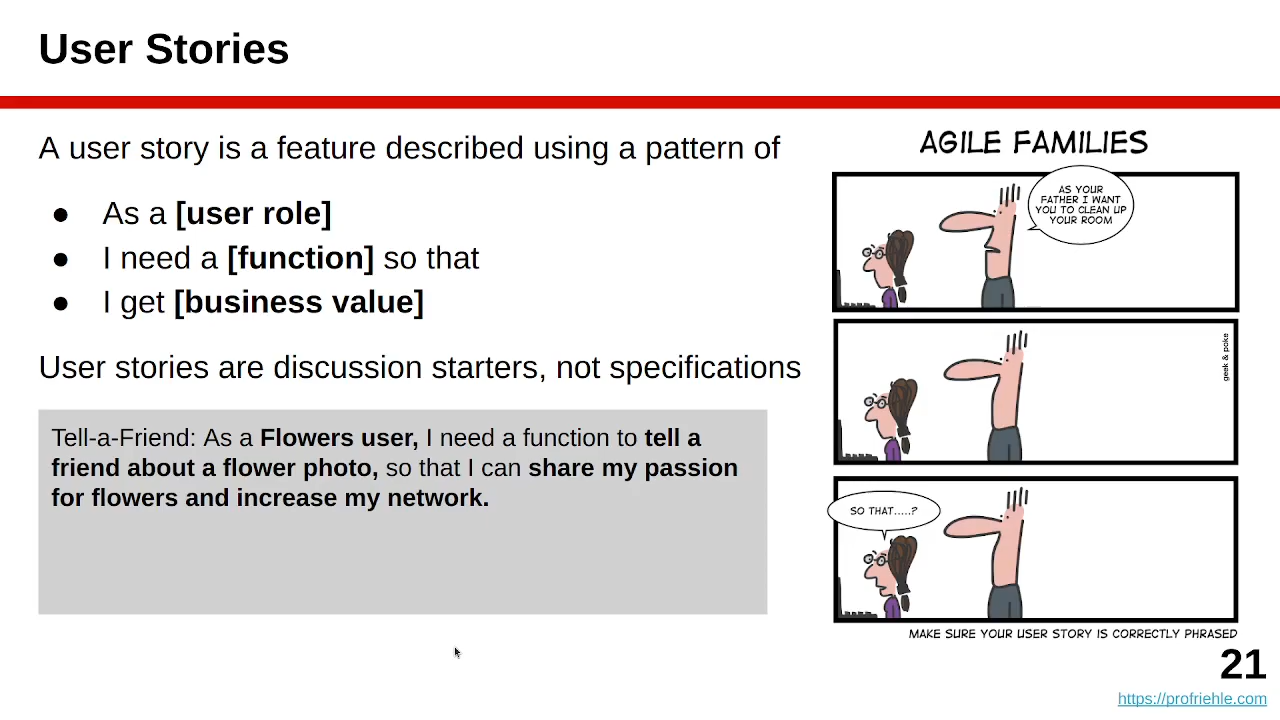 User Stories
A user story is a feature described using a pattern of
● As a [user role]
● I need a [function] so that
● I get [business value]
User stories are discussion starters, not specifications
Tell-a-Friend: As a Flowers user, I need a function to tell a
friend about a flower photo, so that I can share my passion
for flowers and increase my network.
AGILE FAMILIES
AS YOUR
FATHER I WANT
YOU TO CLEAN UP
YOUR ROOM
geek & poke
SO THAT.....?
MAKE SURE YOUR USER STORY IS CORRECTLY PHRASED
21
https://profriehle.com